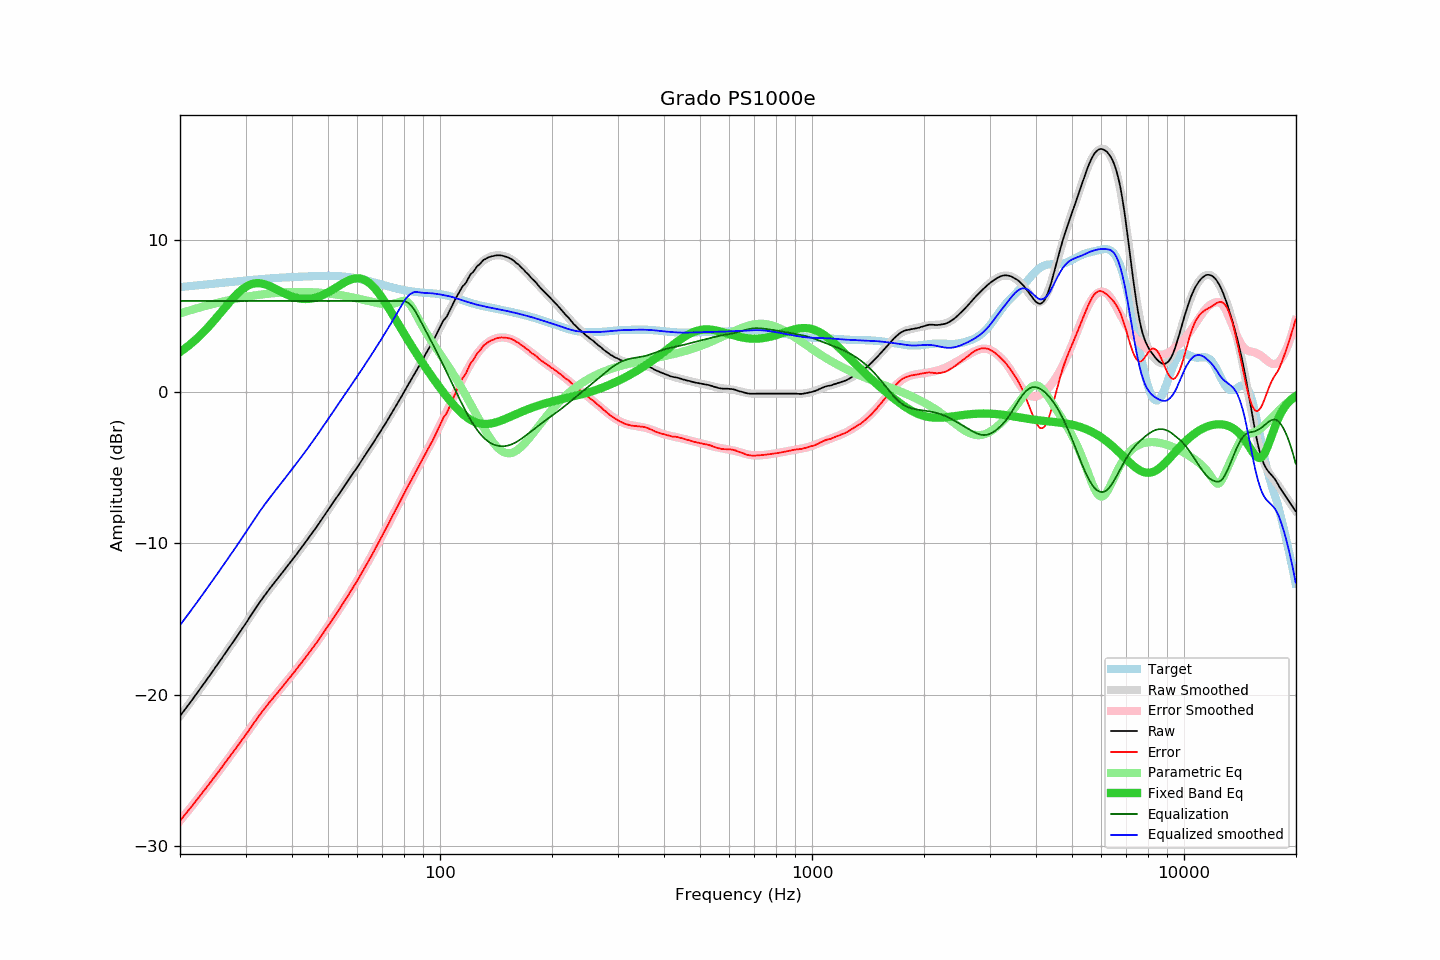 Grado PS1000e
10
0
−10
−20
−30
Amplitude (dBr)
100
1000
10000
Frequency (Hz)
Target
Raw Smoothed
Error Smoothed
Raw
Error
Parametric Eq
Fixed Band Eq
Equalization
Equalized smoothed